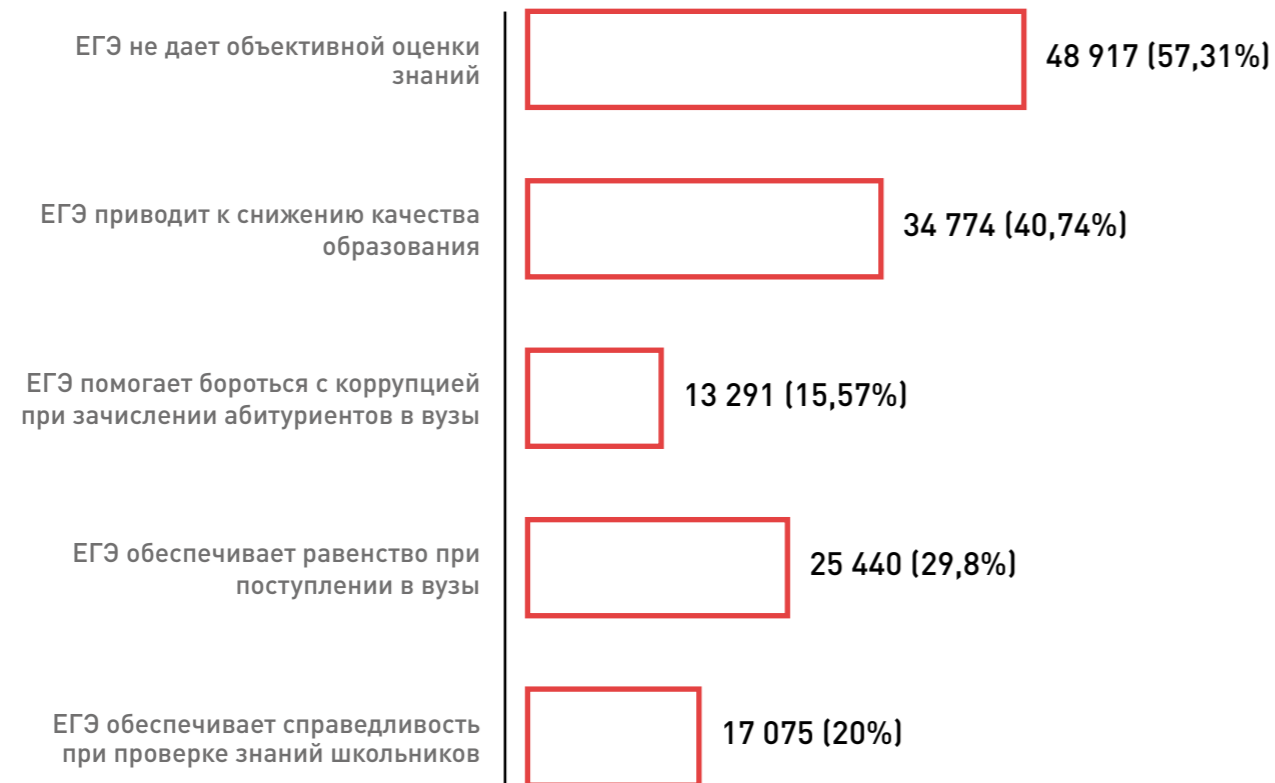 ЕГЭ не дает объективной оценки
знаний
48 917 (57,31%)
ЕГЭ приводит к снижению качества
образования
34 774 (40,74%)
ЕГЭ помогает бороться с коррупцией
при зачислении абитуриентов в вузы
13 291 (15,57%)
ЕГЭ обеспечивает равенство при
поступлении в вузы
25 440 (29,8%)
ЕГЭ обеспечивает справедливость
при проверке знаний школьников
17 075 (20%)